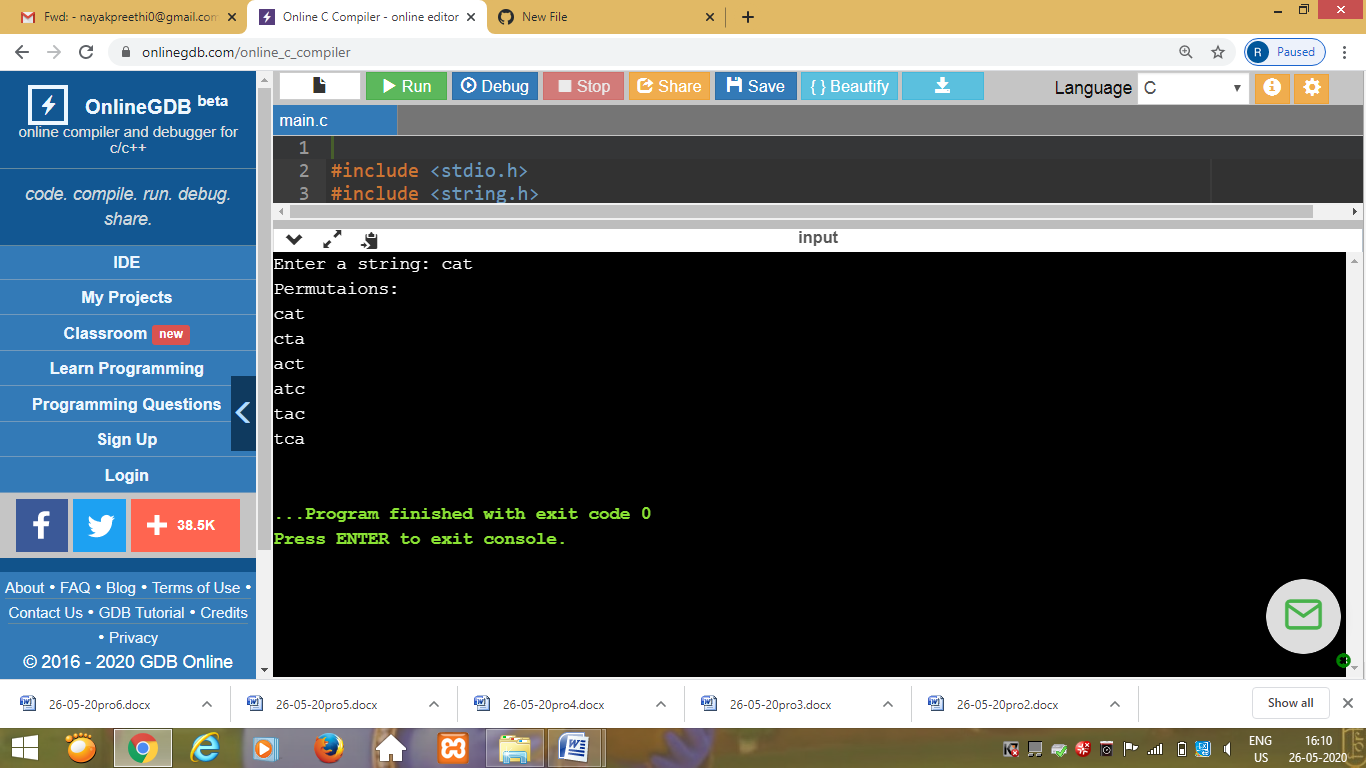 Fwd: - nayakpreethi0@gmail.com
Online C Compiler - online editor
New File
onlinegdb.com/online_c_compiler
R Paused
OnlineGDB beta
online compiler and debugger for
c/c++
code. compile. run. debug.
share.
IDE
My Projects
Classroom new
Learn Programming
Programming Questions
Sign Up
Login
38.5K
About • FAQ • Blog • Terms of Use •
Contact Us • GDB Tutorial • Credits
• Privacy
© 2016 - 2020 GDB Online
Run Debug Stop Share Save { } Beautify
Language C
main.c
1
2 #include <stdio.h>
3 #include <string.h>
input
Enter a string: cat
Permutaions:
cat
cta
act
atc
tac
tca
...Program finished with exit code 0
Press ENTER to exit console.
26-05-20pro6.docx
26-05-20pro5.docx
26-05-20pro4.docx
26-05-20pro3.docx
26-05-20pro2.docx
Show all
ENG
US
16:10
26-05-2020